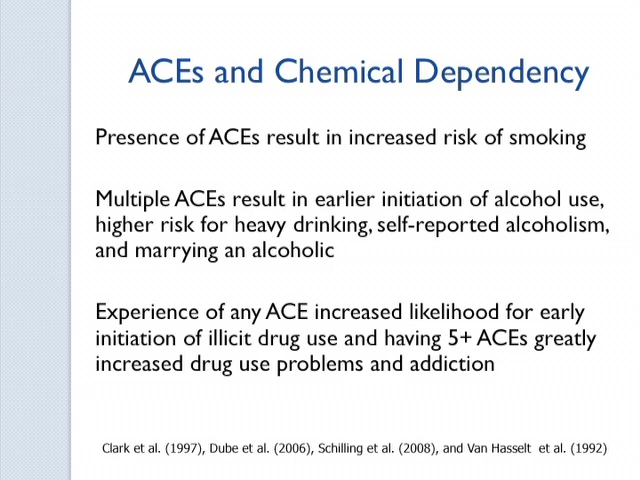 ACEs and Chemical Dependency
Presence of ACEs result in increased risk of smoking
Multiple ACEs result in earlier initiation of alcohol use,
higher risk for heavy drinking, self-reported alcoholism,
and marrying an alcoholic
Experience of any ACE increased likelihood for early
initiation of illicit drug use and having 5+ ACEs greatly
increased drug use problems and addiction
Clark et al. (1997), Dube et al. (2006), Schilling et al. (2008), and Van Hasselt et al. (1992)